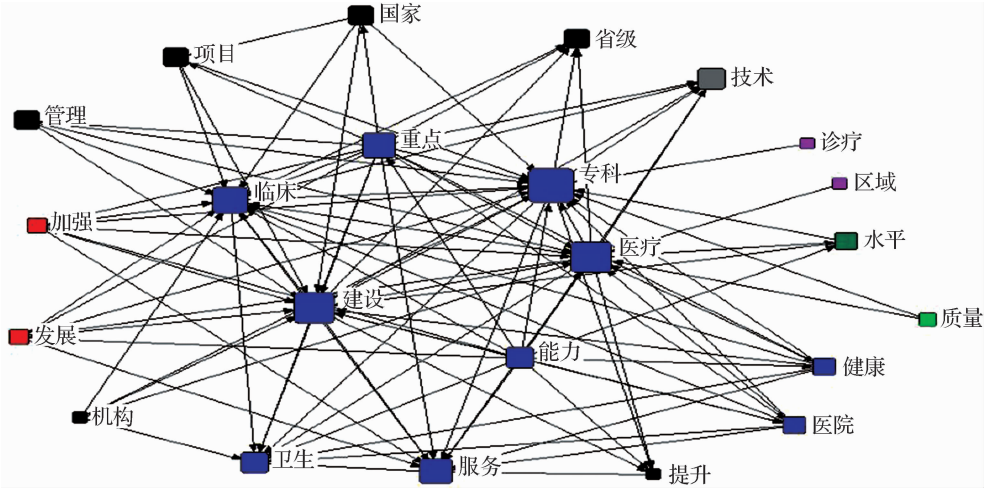 国家
省级
项目
技术
管理
重点
诊疗
专科
区域
临床
加强
水平
医疗
建设
质量
发展
能力
健康
机构
医院
卫生
服务
提升